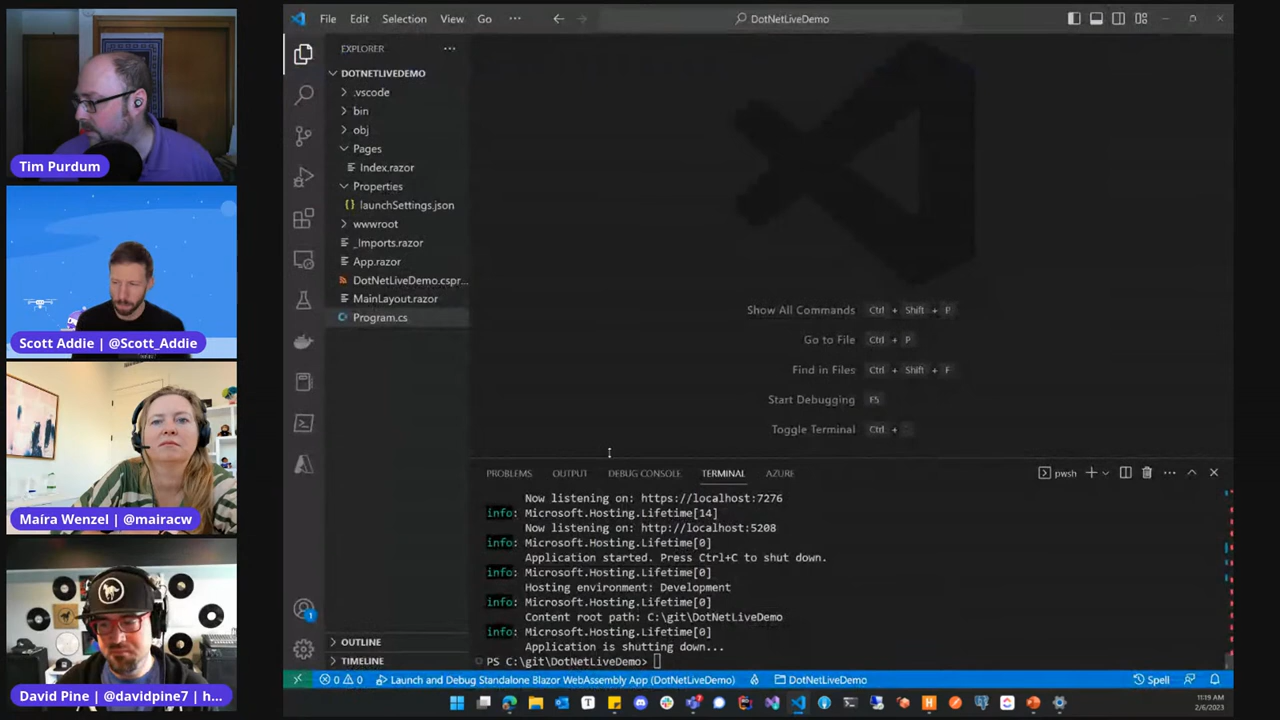 Tim Purdum
Scott Addie | @Scott_Addie
Maíra Wenzel | @mairacw
David Pine | @davidpine7 | h...
File Edit Selection View Go ··· DotNetLiveDemo
EXPLORER ···
DOTNETLIVEDEMO
.vscode
bin
obj
Pages
Index.razor
Properties
{} launchSettings.json
wwwroot
_Imports.razor
App.razor
DotNetLiveDemo.cspr...
MainLayout.razor
Program.cs
OUTLINE
TIMELINE
Show All Commands Ctrl + Shift + P
Go to File Ctrl + P
Find in Files Ctrl + Shift + F
Start Debugging F5
Toggle Terminal Ctrl +
PROBLEMS OUTPUT DEBUG CONSOLE TERMINAL AZURE pwsh
Now listening on: https://localhost:7276
info: Microsoft.Hosting.Lifetime[14]
Now listening on: http://localhost:5208
info: Microsoft.Hosting.Lifetime[0]
Application started. Press Ctrl+C to shut down.
info: Microsoft.Hosting.Lifetime[0]
Hosting environment: Development
info: Microsoft.Hosting.Lifetime[0]
Content root path: C:\git\DotNetLiveDemo
info: Microsoft.Hosting.Lifetime[0]
Application is shutting down...
PS C:\git\DotNetLiveDemo>
0 0 Launch and Debug Standalone Blazor WebAssembly App (DotNetLiveDemo) DotNetLiveDemo Spell
11:19 AM
2/6/2023